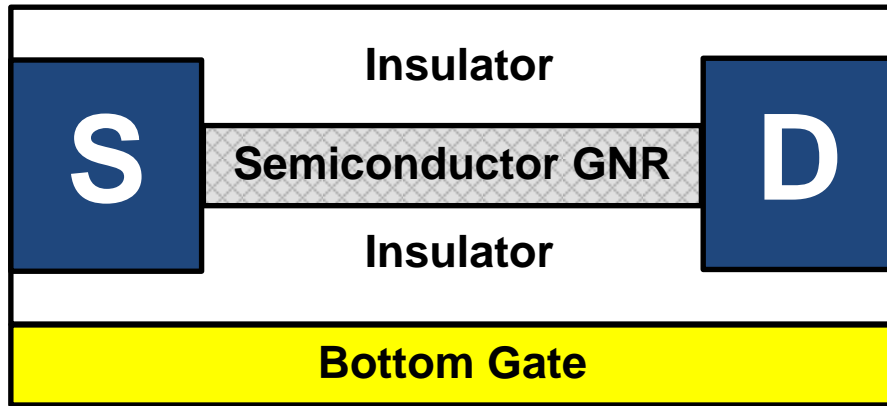 Insulator
S
Semiconductor GNR
D
Insulator
Bottom Gate